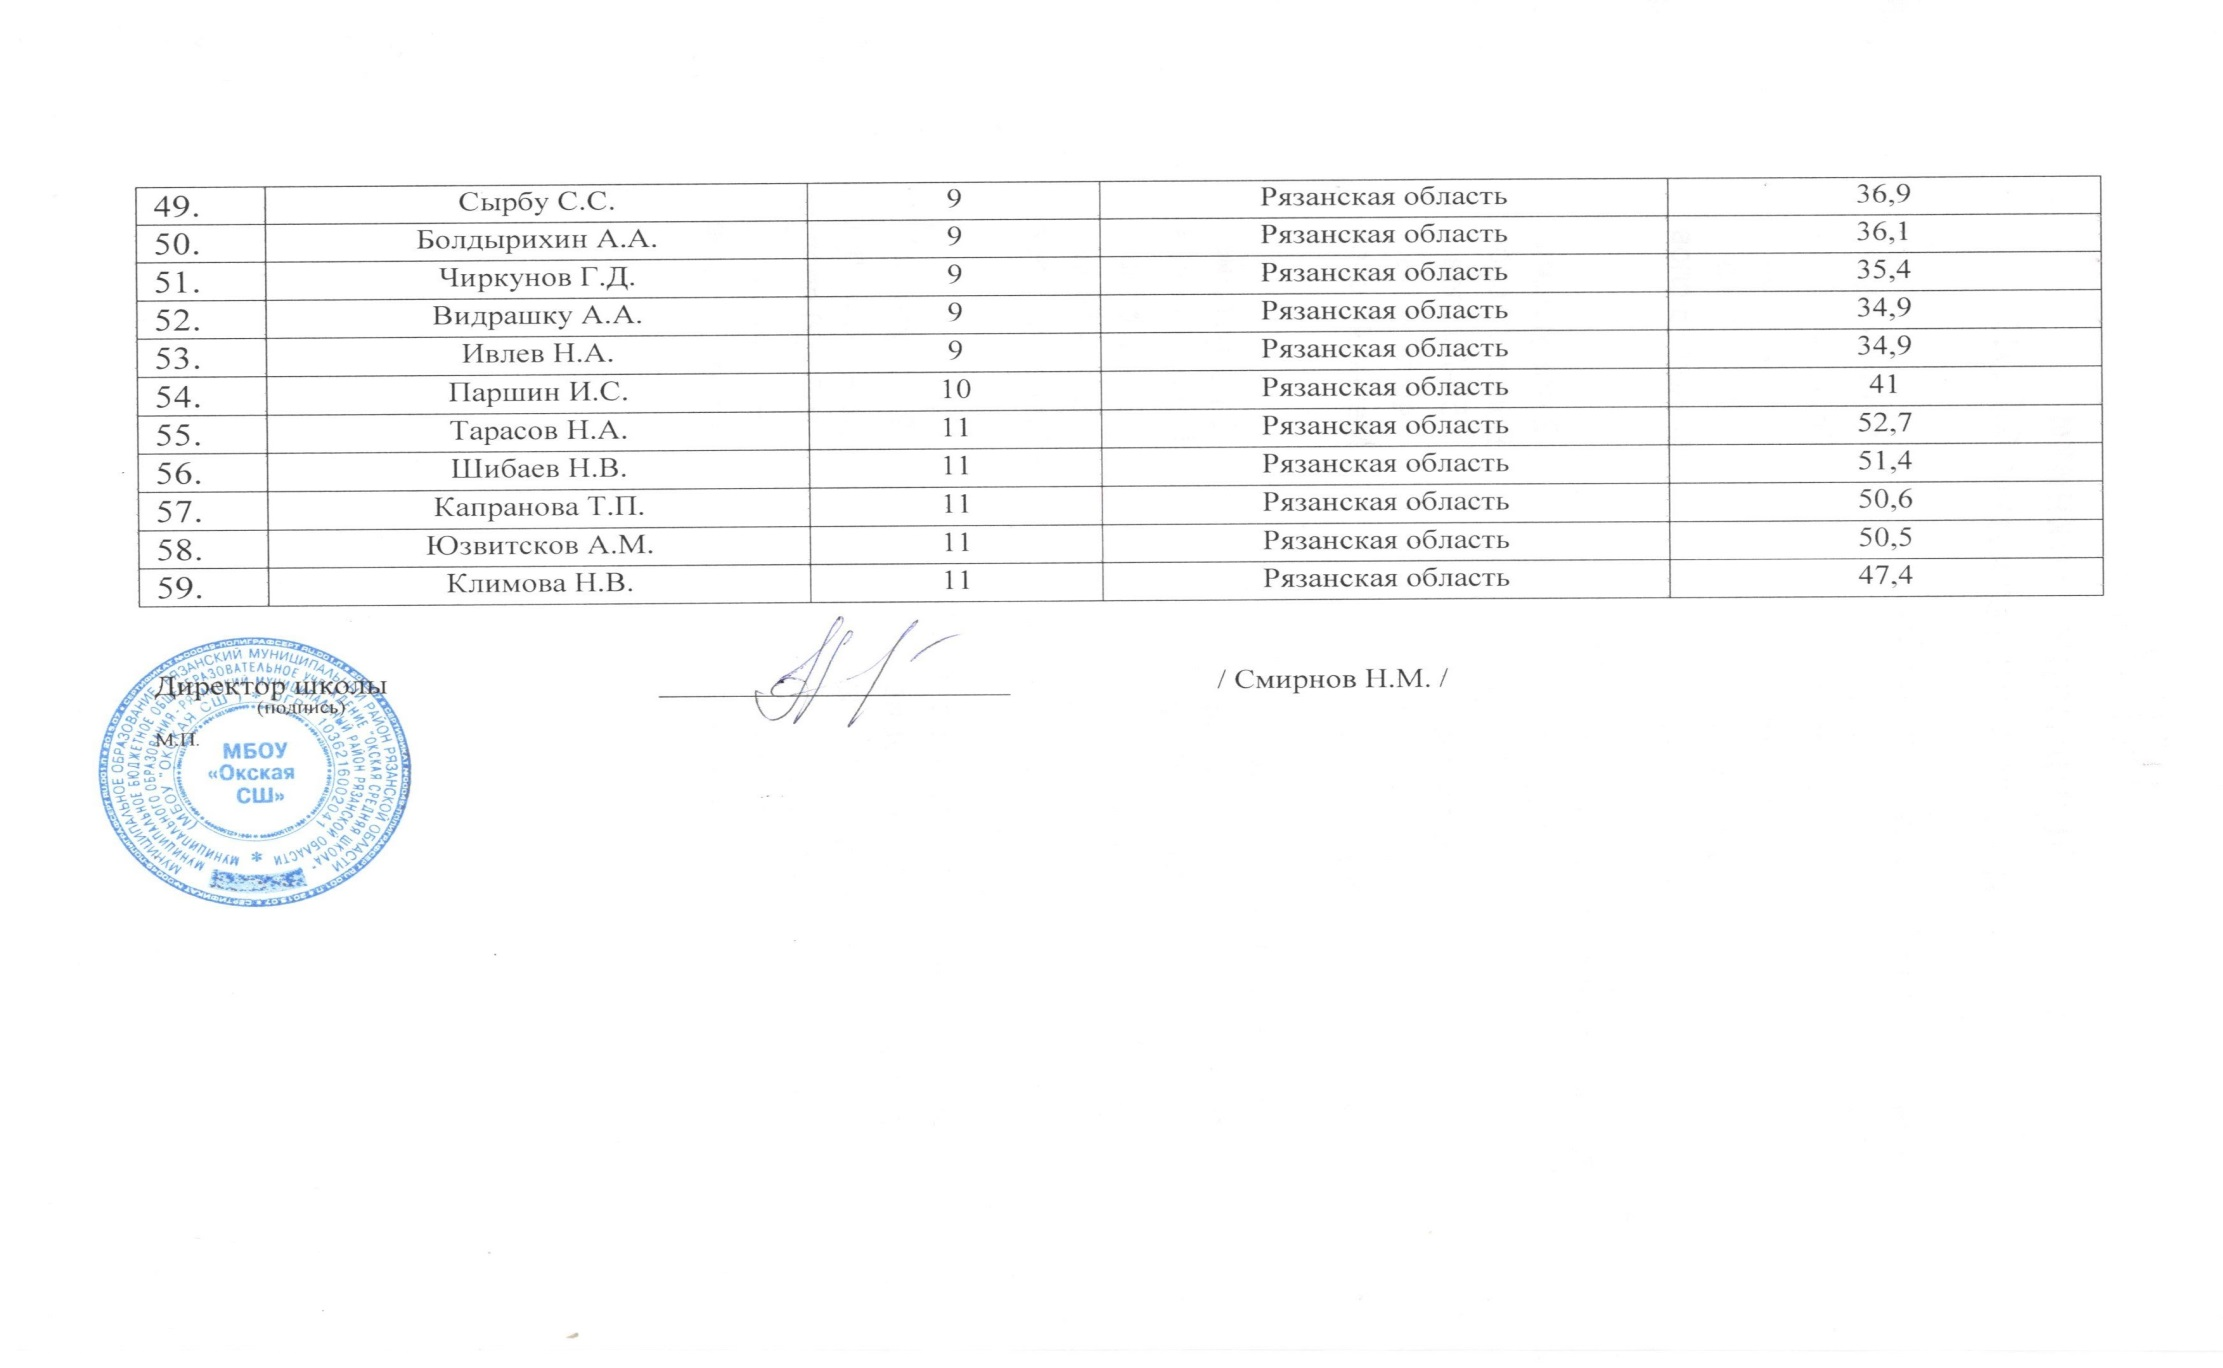 49. Сырбу С.С. 9 Рязанская область 36,9
50. Болдырихин А.А. 9 Рязанская область 36,1
51. Чиркунов Г.Д. 9 Рязанская область 35,4
52. Видрашку А.А. 9 Рязанская область 34,9
53. Ивлев Н.А. 9 Рязанская область 34,9
54. Паршин И.С. 10 Рязанская область 41
55. Тарасов Н.А. 11 Рязанская область 52,7
56. Шибаев Н.В. 11 Рязанская область 51,4
57. Капранова Т.П. 11 Рязанская область 50,6
58. Юзвитсков А.М. 11 Рязанская область 50,5
59. Климова Н.В. 11 Рязанская область 47,4
Директор школы / Смирнов Н.М. /
(подпись)
М.П.
МБОУ
«Окская
СШ»